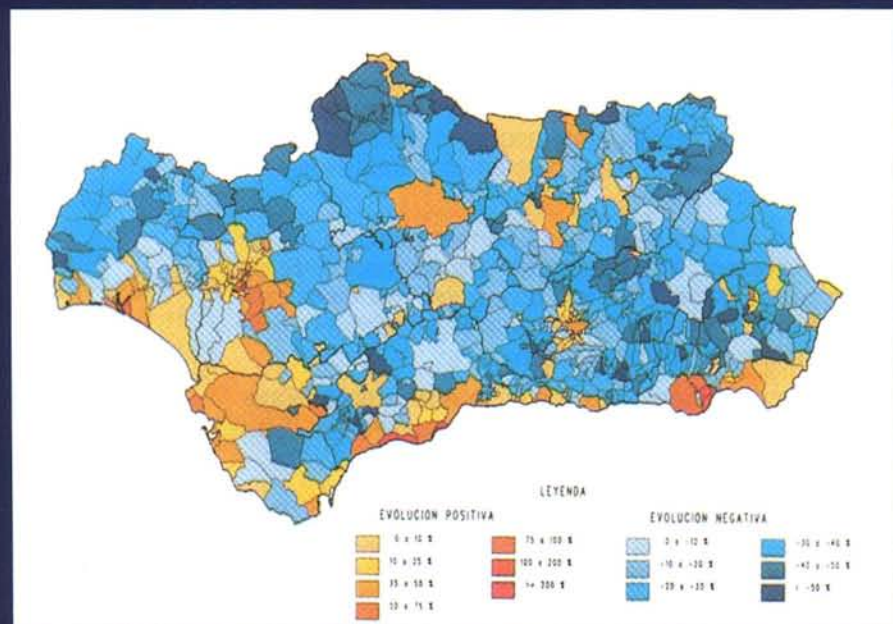 LEYENDA
EVOLUCION POSITIVA
0 a 10 %
10 a 25 %
25 a 50 %
50 a 75 %
75 a 100 %
100 a 200 %
>= 200 %
EVOLUCION NEGATIVA
0 a -10 %
-10 a -20 %
-20 a -30 %
-30 a -40 %
-40 a -50 %
< -50 %